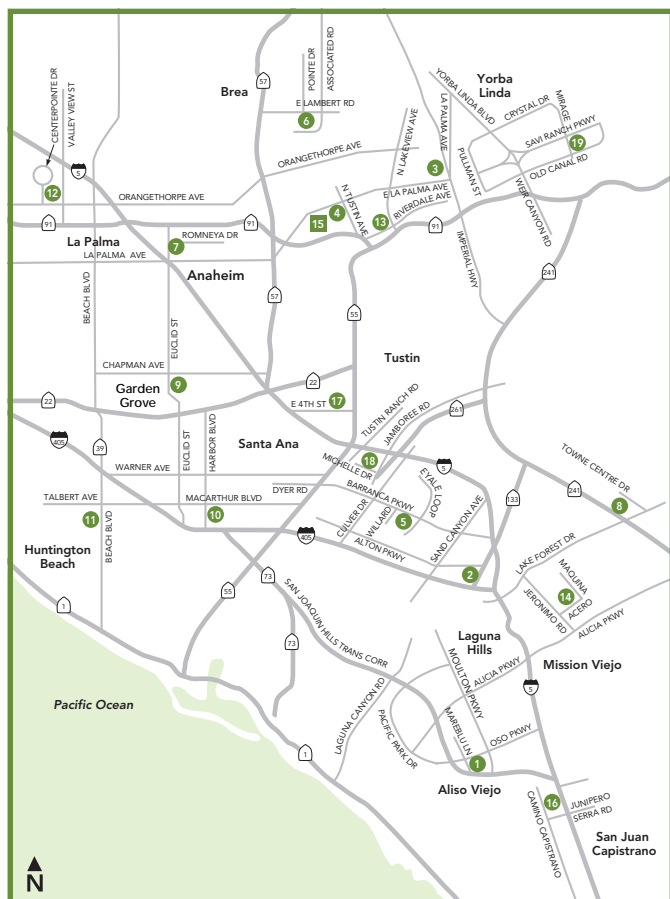 CENTERPOINTE DR
VALLEY VIEW ST
57
Brea
POINTE DR
ASSOCIATED RD
E LAMBERT RD
6
YORBA LINDA BLVD
Yorba
Linda
CRYSTAL DR
MIRAGE
SAVI RANCH PKWY
19
OLD CANAL RD
5
12
ORANGETHORPE AVE
ORANGETHORPE AVE
N LAKEVIEW AVE
LA PALMA AVE
3
PULLMAN ST
WEIR CANYON RD
E LA PALMA AVE
RIVERDALE AVE
N TUSTIN AVE
4
13
15
91
91
91
La Palma
7
ROMNEYA DR
LA PALMA AVE
Anaheim
IMPERIAL HWY
241
BEACH BLVD
EUCLID ST
57
55
CHAPMAN AVE
Tustin
9
Garden
Grove
22
22
E 4TH ST
17
TUSTIN RANCH RD
JAMBOREE RD
261
405
39
EUCLID ST
HARBOR BLVD
Santa Ana
WARNER AVE
MICHELLE DR
18
5
TOWNE CENTRE DR
DYER RD
BARRANCA PKWY
EYALE LOOP
133
241
8
TALBERT AVE
MACARTHUR BLVD
11
10
BEACH BLVD
CULVER DR
WILLARD
5
SAND CANYON AVE
Huntington
Beach
405
ALTON PKWY
2
LAKE FOREST DR
MAQUINA
14
ACERO
JERONIMO RD
ALICIA PKWY
1
55
73
SAN JOAQUIN HILLS TRANS CORR
73
Laguna
Hills
Mission Viejo
ALICIA PKWY
MOULTON PKWY
5
Pacific Ocean
LAGUNA CANYON RD
PACIFIC PARK DR
MAREBLU LN
OSO PKWY
1
1
Aliso Viejo
16
JUNIPERO
SERRA RD
CAMINO CAPISTRANO
San Juan
Capistrano
N